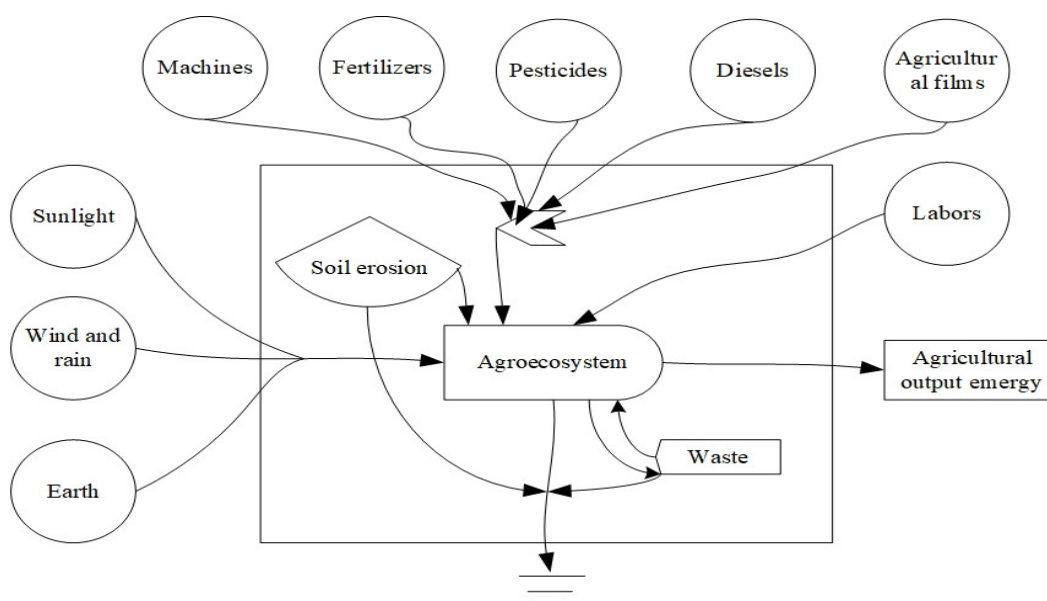 Machines
Fertilizers
Pesticides
Diesels
Agricultur
al films
Sunlight
Labors
Soil erosion
Wind and
rain
Agroecosystem
Agricultural
output emergy
Waste
Earth